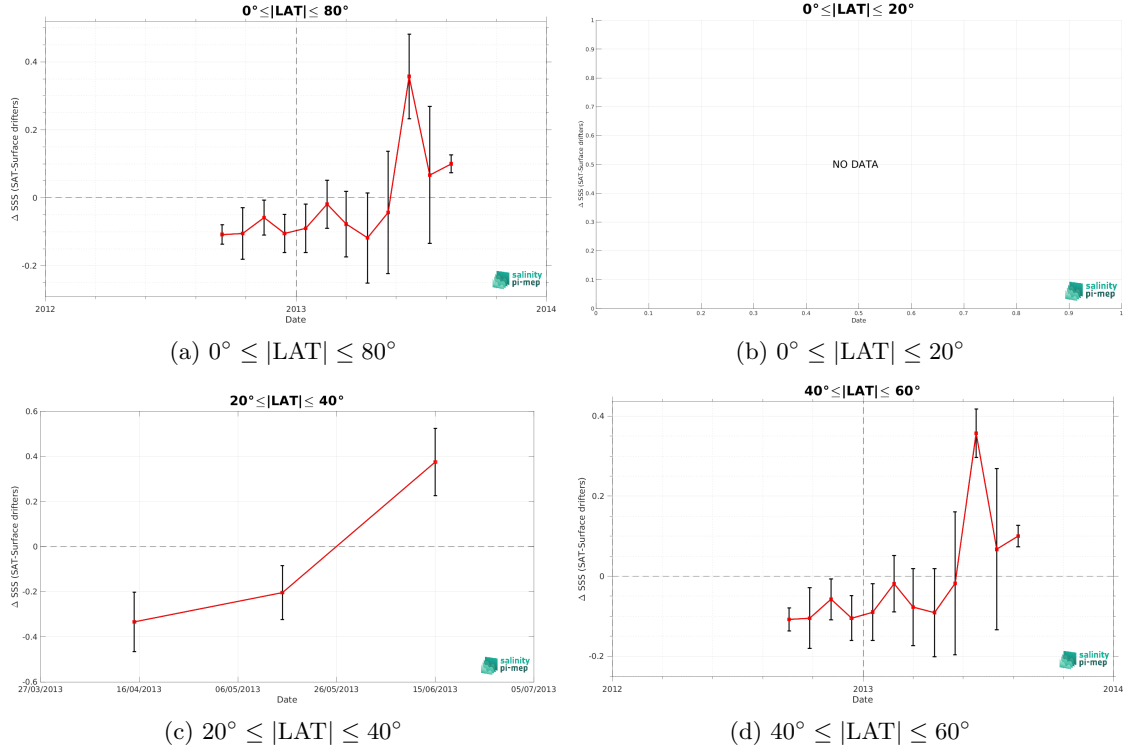 0°≤|LAT|≤ 80°
0.4
0.2
0
-0.2
Δ SSS (SAT-Surface drifters)
2012
2013
2014
Date
salinity
pi-mep
(a) 0° ≤ |LAT| ≤ 80°
0°≤|LAT|≤ 20°
1
0.9
0.8
0.7
0.6
0.5
0.4
0.3
0.2
0.1
0
Δ SSS (SAT-Surface drifters)
NO DATA
0
0.1
0.2
0.3
0.4
0.5
0.6
0.7
0.8
0.9
1
Date
salinity
pi-mep
(b) 0° ≤ |LAT| ≤ 20°
20°≤|LAT|≤ 40°
0.6
0.4
0.2
0
-0.2
-0.4
-0.6
Δ SSS (SAT-Surface drifters)
27/03/2013
16/04/2013
06/05/2013
26/05/2013
15/06/2013
05/07/2013
Date
salinity
pi-mep
(c) 20° ≤ |LAT| ≤ 40°
40°≤|LAT|≤ 60°
0.4
0.2
0
-0.2
Δ SSS (SAT-Surface drifters)
2012
2013
2014
Date
salinity
pi-mep
(d) 40° ≤ |LAT| ≤ 60°